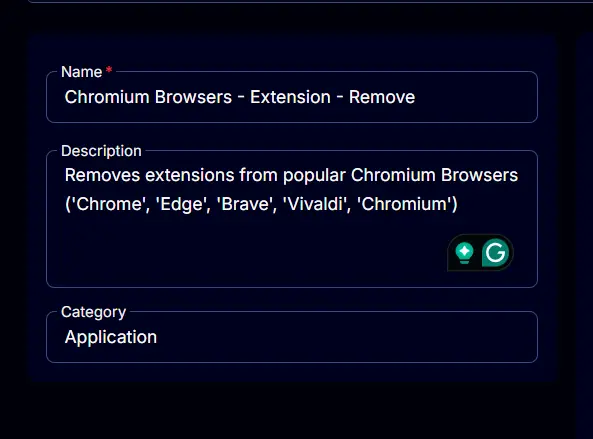 Name *
Chromium Browsers - Extension - Remove
Description
Removes extensions from popular Chromium Browsers
('Chrome', 'Edge', 'Brave', 'Vivaldi', 'Chromium')
Category
Application